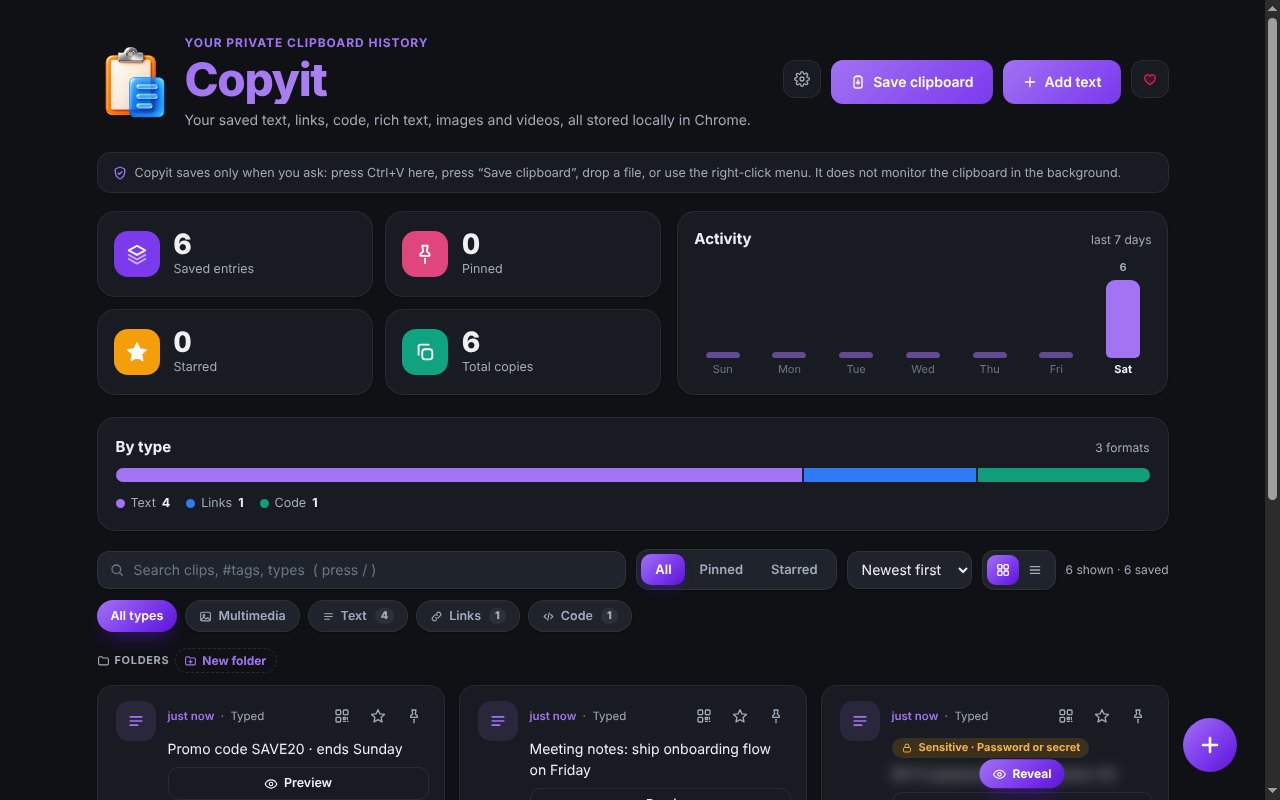 YOUR PRIVATE CLIPBOARD HISTORY
Copyit
Your saved text, links, code, rich text, images and videos, all stored locally in Chrome.
Save clipboard
Add text
Copyit saves only when you ask: press Ctrl+V here, press “Save clipboard”, drop a file, or use the right-click menu. It does not monitor the clipboard in the background.
6
Saved entries
0
Pinned
0
Starred
6
Total copies
Activity
last 7 days
6
Sun Mon Tue Wed Thu Fri Sat
By type
3 formats
Text 4 Links 1 Code 1
Search clips, #tags, types ( press / )
All Pinned Starred
Newest first
6 shown · 6 saved
All types Multimedia Text 4 Links 1 Code 1
FOLDERS New folder
just now · Typed
Promo code SAVE20 · ends Sunday
Preview
just now · Typed
Meeting notes: ship onboarding flow
on Friday
just now · Typed
Sensitive · Password or secret
Reveal